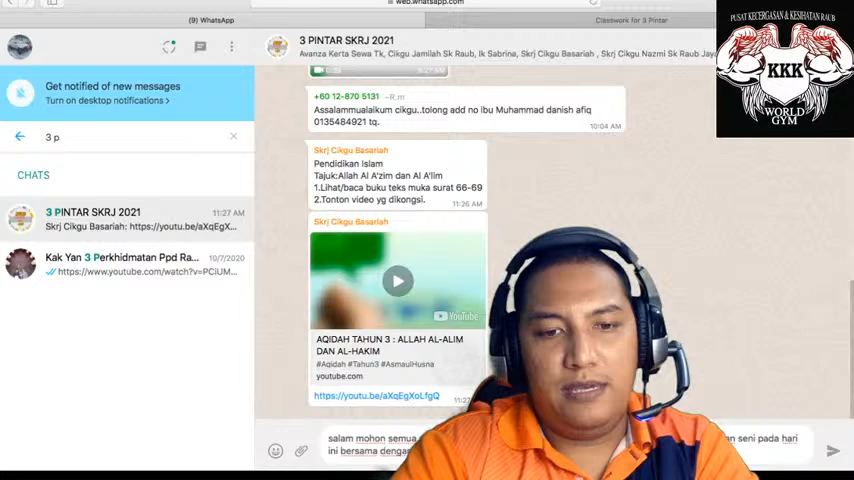 web.whatsapp.com
(9) WhatsApp
Classwork for 3 Pintar
3 PINTAR SKRJ 2021
Avanza Kerta Sewa Tk, Cikgu Jamilah Sk Raub, Ik Sabrina, Skrj Cikgu Basariah , Skrj Cikgu Nazmi Sk Raub Jaya
PUSAT KECERGASAN & KESIHATAN RAUB
KKK
WORLD
GYM
Get notified of new messages
Turn on desktop notifications >
3 p
CHATS
3 PINTAR SKRJ 2021
11:27 AM
Skrj Cikgu Basariah: https://youtu.be/aXqEgX...
Kak Yan 3 Perkhidmatan Ppd Ra...
10/7/2020
https://www.youtube.com/watch?v=PCiUM...
+60 12-870 5131 ~R.m
Assalammualaikum cikgu..tolong add no ibu Muhammad danish afiq
0135484921 tq.
10:04 AM
Skrj Cikgu Basariah
Pendidikan Islam
Tajuk:Allah Al A'zim dan Al A'lim
1.Lihat/baca buku teks muka surat 66-69
2.Tonton video yg dikongsi.
11:26 AM
Skrj Cikgu Basariah
YouTube
AQIDAH TAHUN 3 : ALLAH AL-ALIM
DAN AL-HAKIM
#Aqidah #Tahun3 #AsmaulHusna
youtube.com
https://youtu.be/aXqEgXoLfgQ
11:27
salam mohon semua
seni pada hari
ini bersama dengan